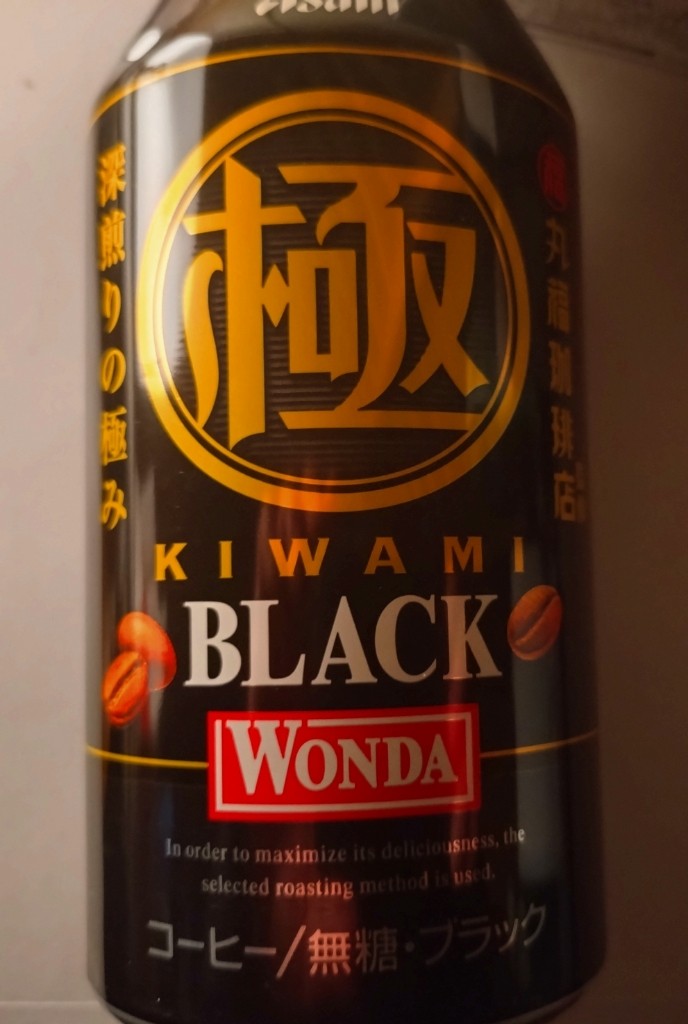 Asahi
極
深煎りの極み
丸福珈琲店
KIWAMI
BLACK
WONDA
In order to maximize its deliciousness, the
selected roasting method is used.
コーヒー/無糖・ブラック